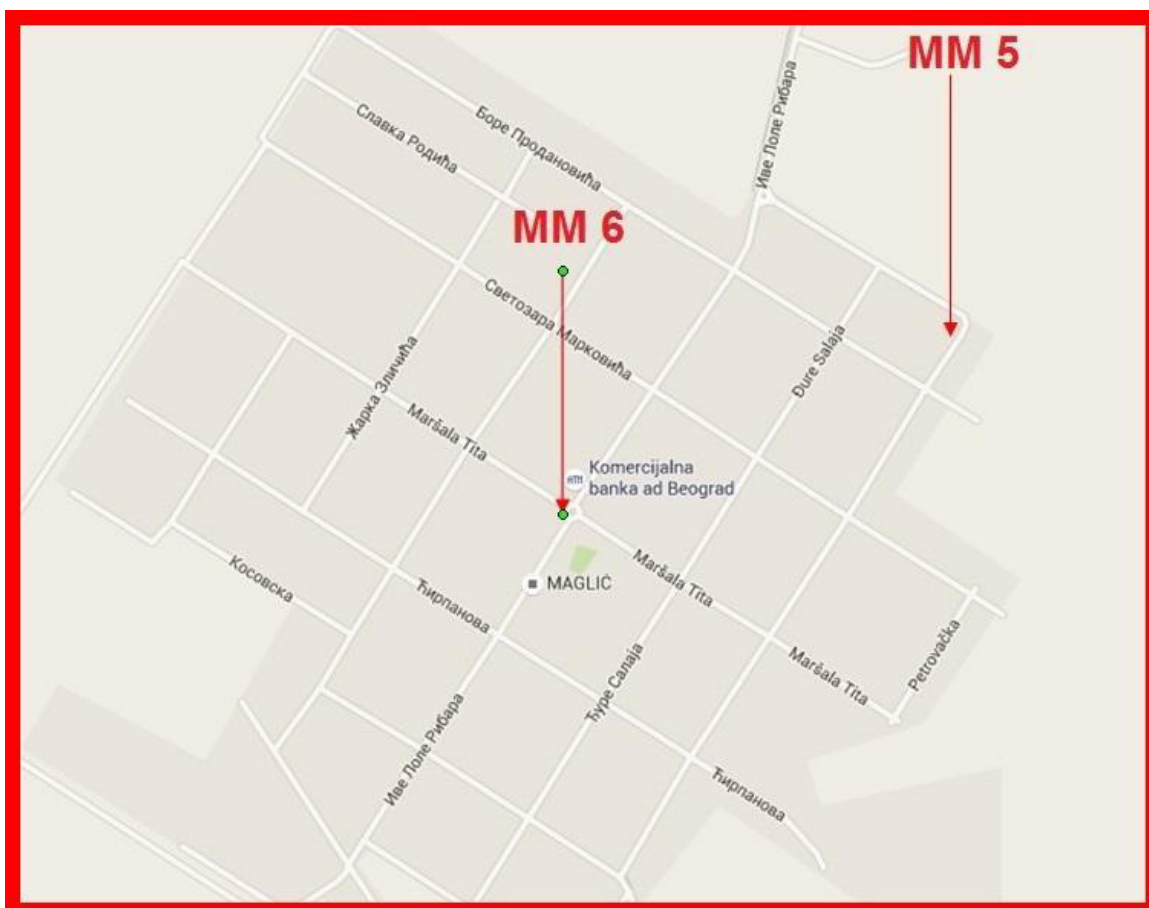 MM 5
Иве Лоле Рибара
Боре Продановића
Славка Родића
MM 6
Светозара Марковића
Đure Salaja
Жарка Зличића
Maršala Tita
ATM
Komercijalna
banka ad Beograd
MAGLIĆ
Maršala Tita
Косовска
Ћирпанова
Maršala Tita
Petrovačka
Ђуре Салаја
Иве Лоле Рибара
Ћирпанова